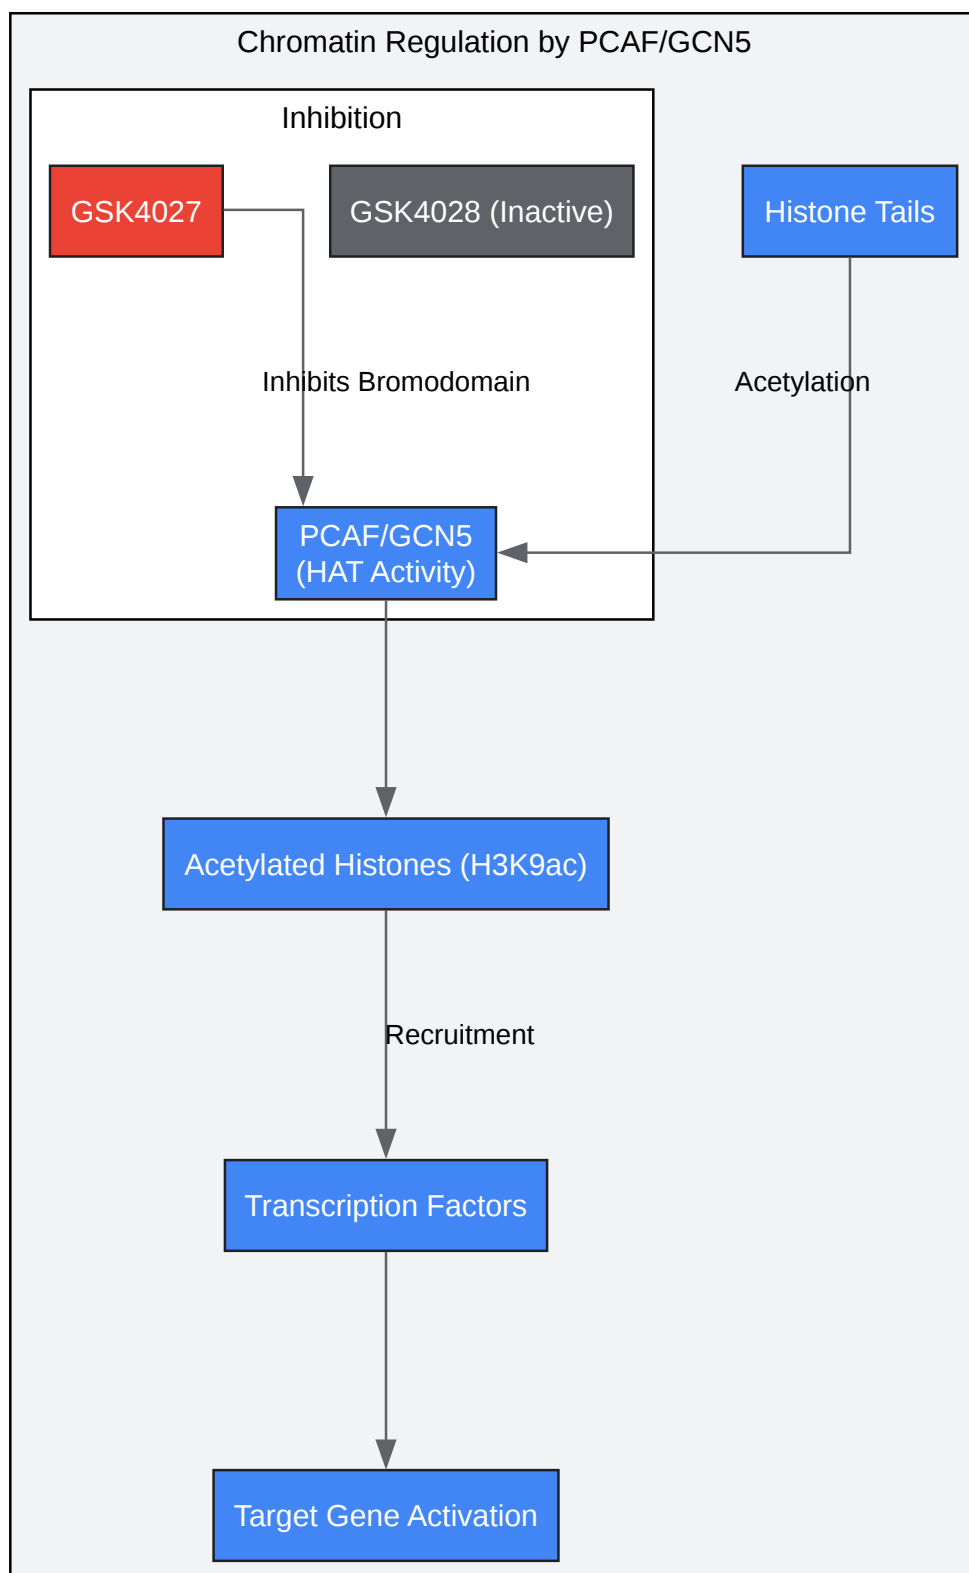 Chromatin Regulation by PCAF/GCN5
Inhibition
GSK4027
GSK4028 (Inactive)
Histone Tails
Inhibits Bromodomain
Acetylation
PCAF/GCN5
(HAT Activity)
Acetylated Histones (H3K9ac)
Recruitment
Transcription Factors
Target Gene Activation